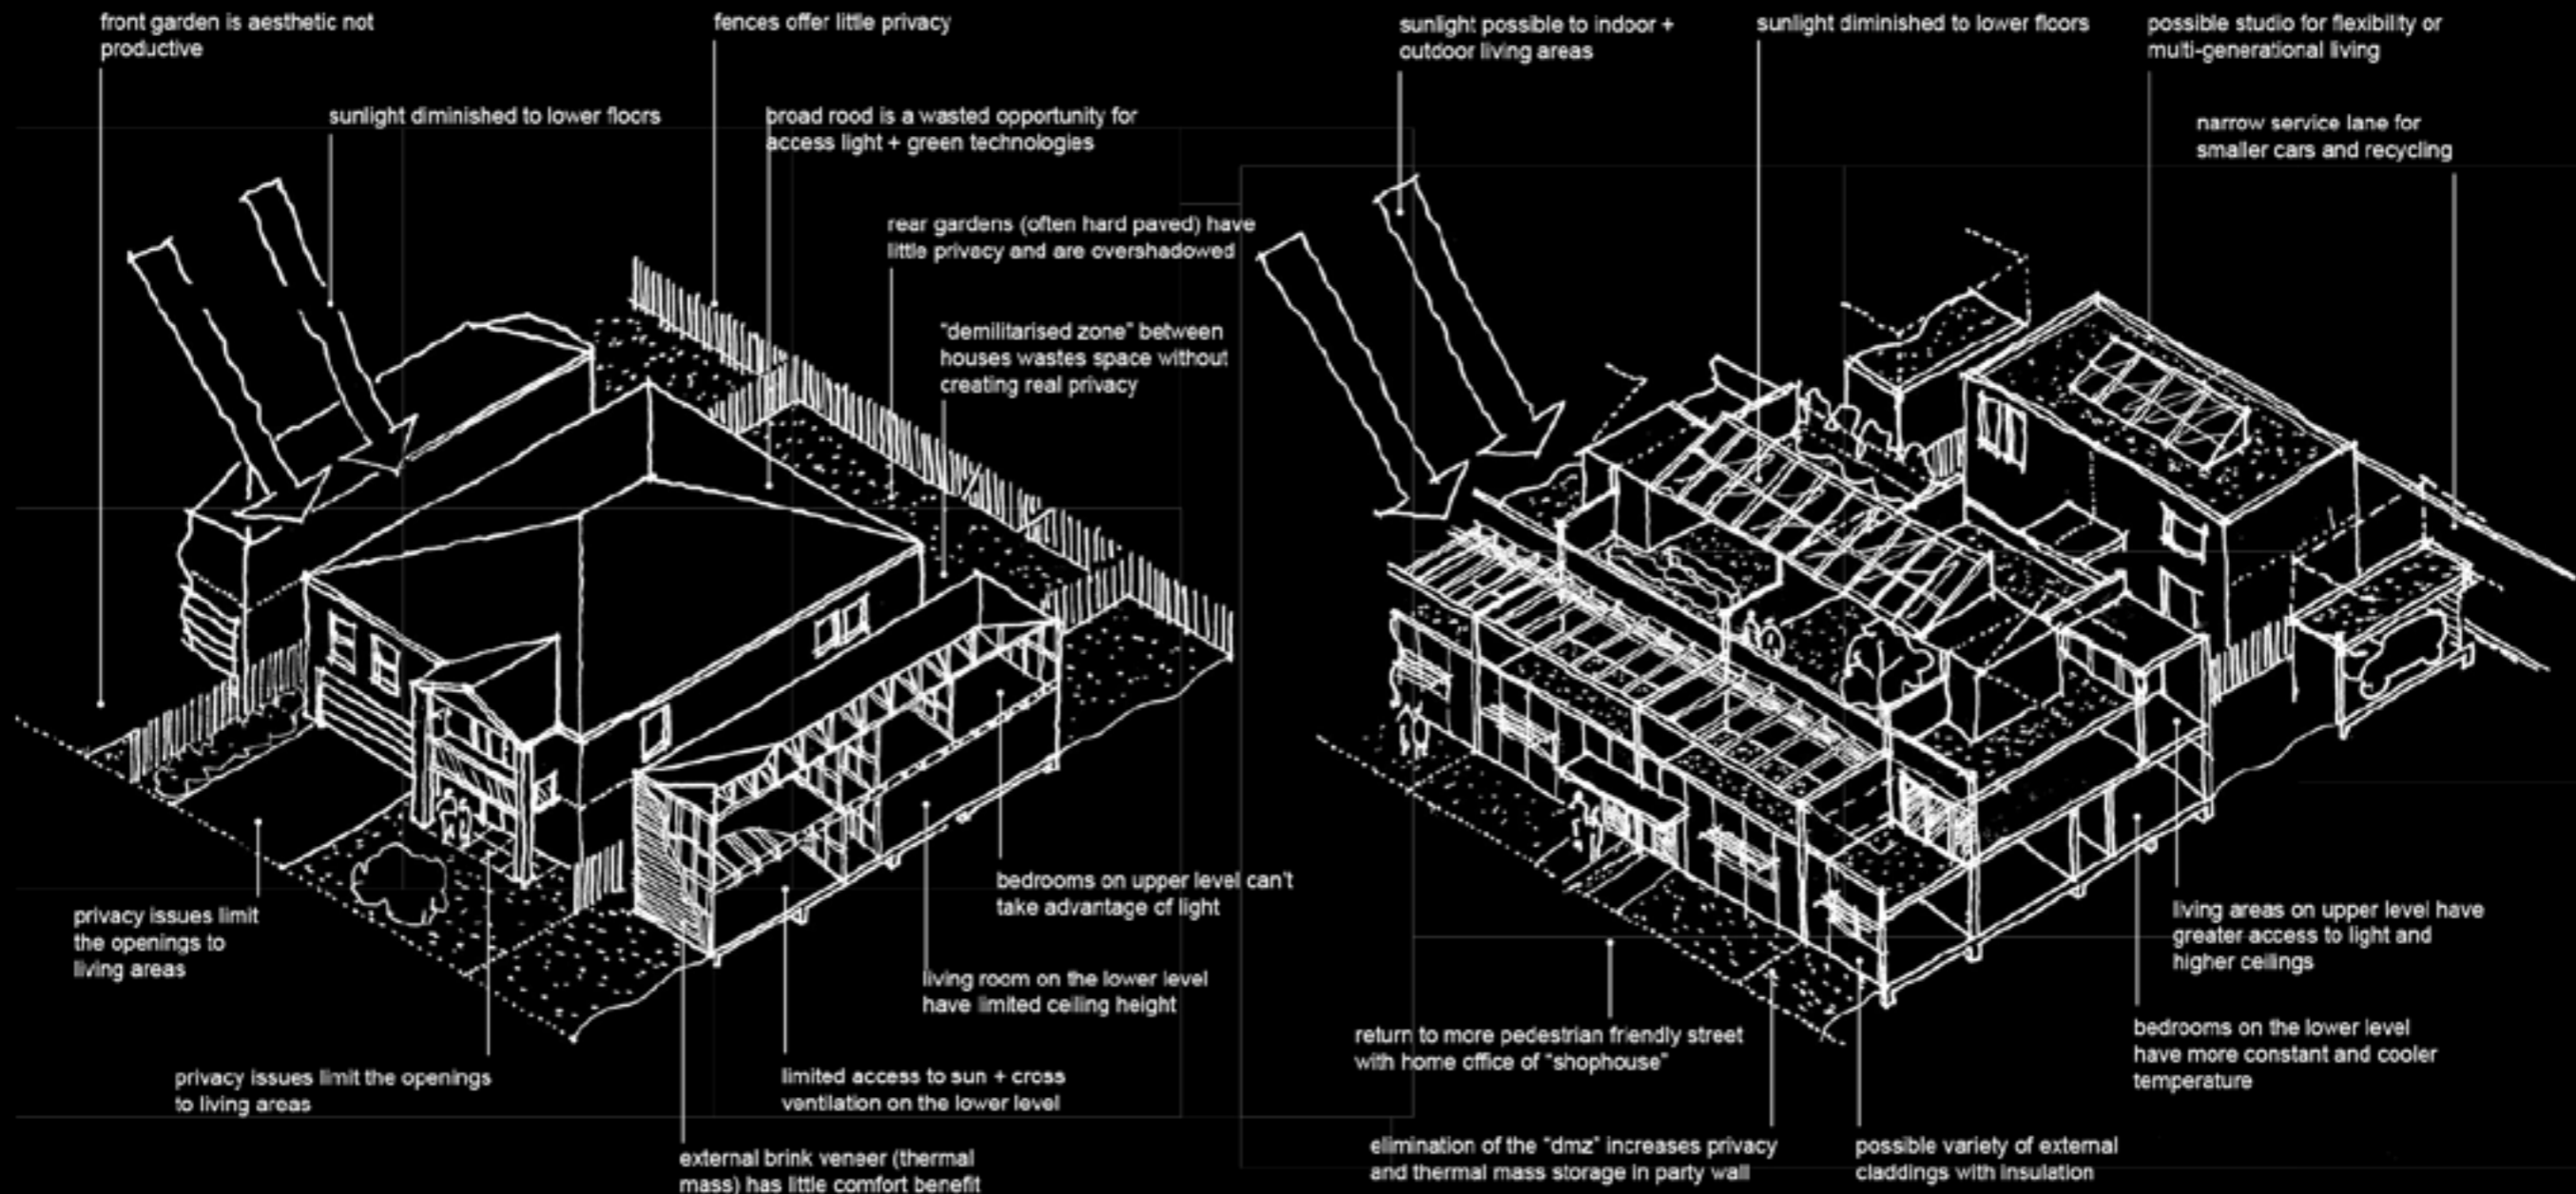 front garden is aesthetic not
productive
fences offer little privacy
sunlight diminished to lower floors
broad rood is a wasted opportunity for
access light + green technologies
rear gardens (often hard paved) have
little privacy and are overshadowed
"demilitarised zone" between
houses wastes space without
creating real privacy
privacy issues limit
the openings to
living areas
privacy issues limit the openings
to living areas
bedrooms on upper level can't
take advantage of light
living room on the lower level
have limited ceiling height
limited access to sun + cross
ventilation on the lower level
external brink veneer (thermal
mass) has little comfort benefit
sunlight possible to indoor +
outdoor living areas
sunlight diminished to lower floors
possible studio for flexibility or
multi-generational living
narrow service lane for
smaller cars and recycling
living areas on upper level have
greater access to light and
higher ceilings
return to more pedestrian friendly street
with home office of "shophouse"
bedrooms on the lower level
have more constant and cooler
temperature
elimination of the "dmz" increases privacy
and thermal mass storage in party wall
possible variety of external
claddings with insulation